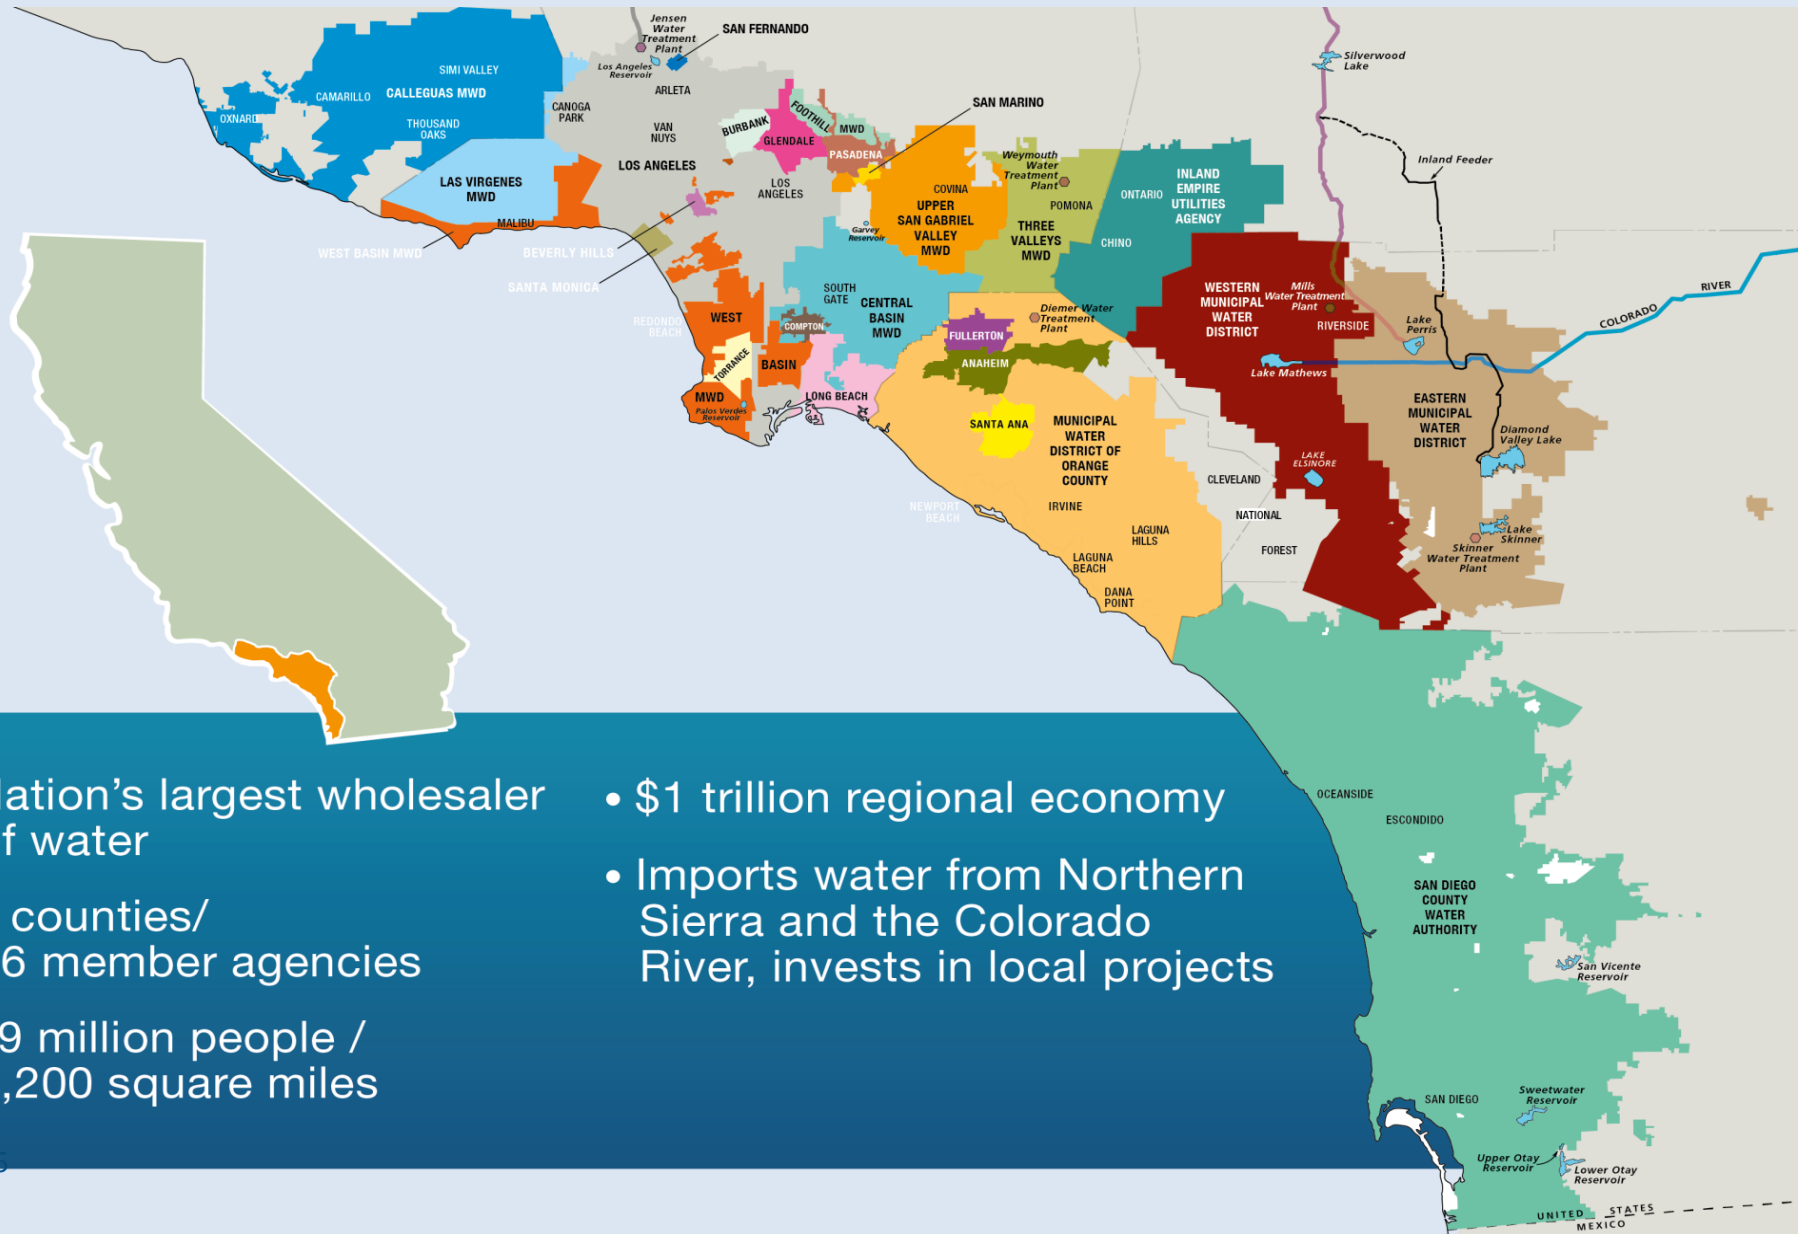 Jensen
Water
Treatment
Plant
SAN FERNANDO
Los Angeles
Reservoir
ARLETA
Silverwood
Lake
SIMI VALLEY
CAMARILLO
CALLEGUAS MWD
OXNARD
THOUSAND
OAKS
CANOGA
PARK
VAN
NUYS
BURBANK
GLENDALE
FOOTHILL
MWD
PASADENA
SAN MARINO
LOS ANGELES
LOS
ANGELES
LAS VIRGENES
MWD
MALIBU
WEST BASIN MWD
BEVERLY HILLS
SANTA MONICA
COVINA
UPPER
SAN GABRIEL
VALLEY
MWD
Garvey
Reservoir
Weymouth
Water
Treatment
Plant
POMONA
THREE
VALLEYS
MWD
ONTARIO
INLAND
EMPIRE
UTILITIES
AGENCY
CHINO
Inland Feeder
WESTERN
MUNICIPAL
WATER
DISTRICT
Mills
Water Treatment
Plant
RIVERSIDE
Lake
Perris
COLORADO
RIVER
Lake Mathews
REDONDO
BEACH
WEST
BASIN
MWD
TORRANCE
Palos Verdes
Reservoir
SOUTH
GATE
CENTRAL
BASIN
MWD
COMPTON
LONG BEACH
FULLERTON
Diemer Water
Treatment
Plant
ANAHEIM
SANTA ANA
MUNICIPAL
WATER
DISTRICT OF
ORANGE
COUNTY
NEWPORT
BEACH
IRVINE
LAGUNA
HILLS
LAGUNA
BEACH
DANA
POINT
CLEVELAND
NATIONAL
FOREST
LAKE
ELSINORE
EASTERN
MUNICIPAL
WATER
DISTRICT
Diamond
Valley Lake
Lake
Skinner
Skinner
Water Treatment
Plant
lation's largest wholesaler
f water
counties/
6 member agencies
9 million people /
,200 square miles
• $1 trillion regional economy
• Imports water from Northern
Sierra and the Colorado
River, invests in local projects
OCEANSIDE
ESCONDIDO
SAN DIEGO
COUNTY
WATER
AUTHORITY
San Vicente
Reservoir
SAN DIEGO
Sweetwater
Reservoir
Upper Otay
Reservoir
Lower Otay
Reservoir
UNITED STATES
MEXICO